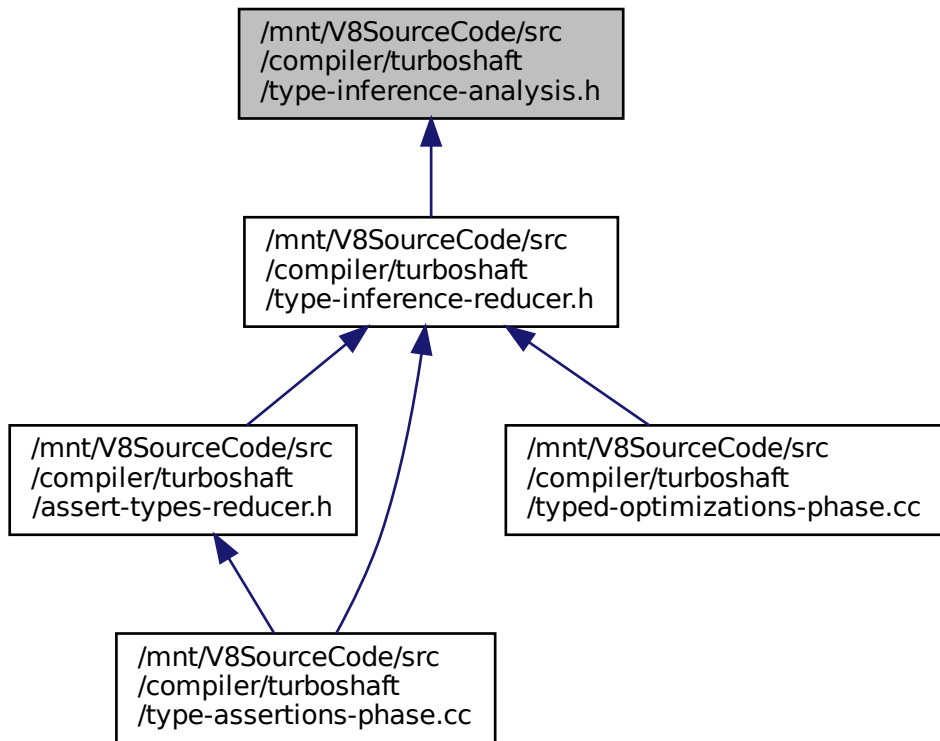 /mnt/V8SourceCode/src
/compiler/turboshaft
/type-inference-analysis.h
/mnt/V8SourceCode/src
/compiler/turboshaft
/type-inference-reducer.h
/mnt/V8SourceCode/src
/compiler/turboshaft
/assert-types-reducer.h
/mnt/V8SourceCode/src
/compiler/turboshaft
/typed-optimizations-phase.cc
/mnt/V8SourceCode/src
/compiler/turboshaft
/type-assertions-phase.cc